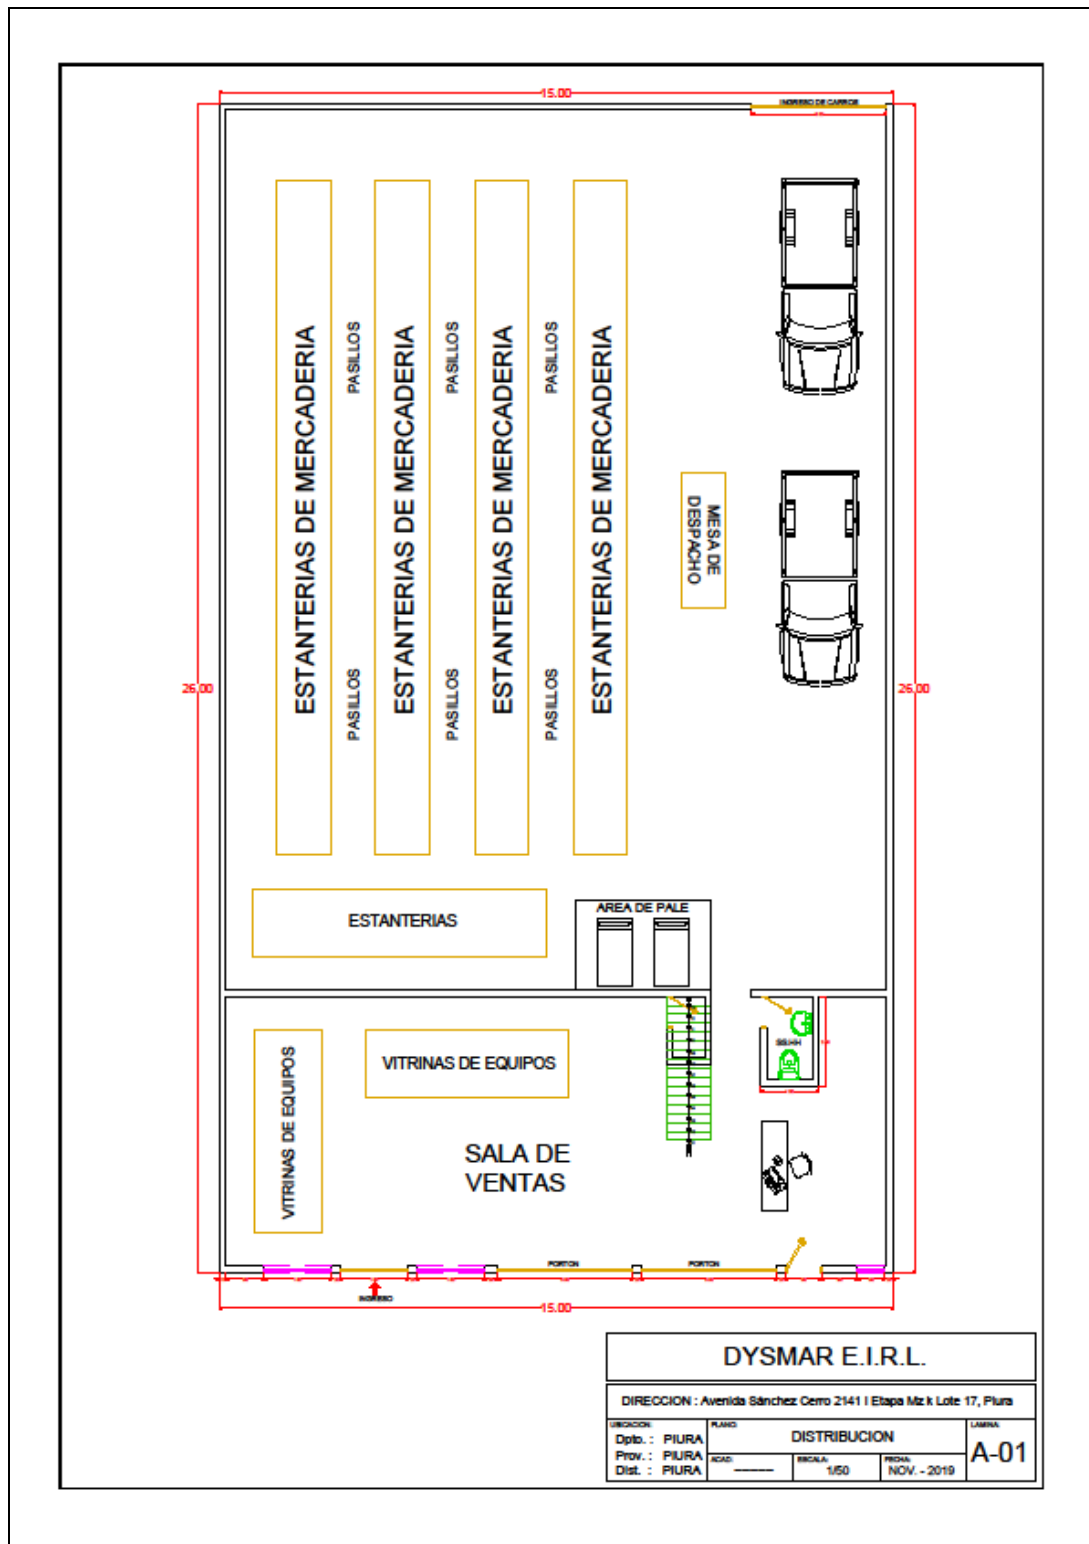 15.00
INGRESO DE CARROS
ESTANTERIAS DE MERCADERIA
PASILLOS
PASILLOS
ESTANTERIAS DE MERCADERIA
PASILLOS
PASILLOS
ESTANTERIAS DE MERCADERIA
PASILLOS
PASILLOS
ESTANTERIAS DE MERCADERIA
MESA DE
DESPACHO
26.00
26.00
ESTANTERIAS
AREA DE PALE
SS.HH
VITRINAS DE EQUIPOS
VITRINAS DE EQUIPOS
SALA DE
VENTAS
PORTON
PORTON
INGRESO
15.00
DYSMAR E.I.R.L.
DIRECCION : Avenida Sánchez Cerro 2141 I Etapa Mz k Lote 17, Piura
UBICACION:
Dpto. : PIURA
Prov. : PIURA
Dist. : PIURA
PLANO:
DISTRIBUCION
ACAD:
-----
ESCALA:
1/50
FECHA:
NOV. - 2019
LAMINA:
A-01